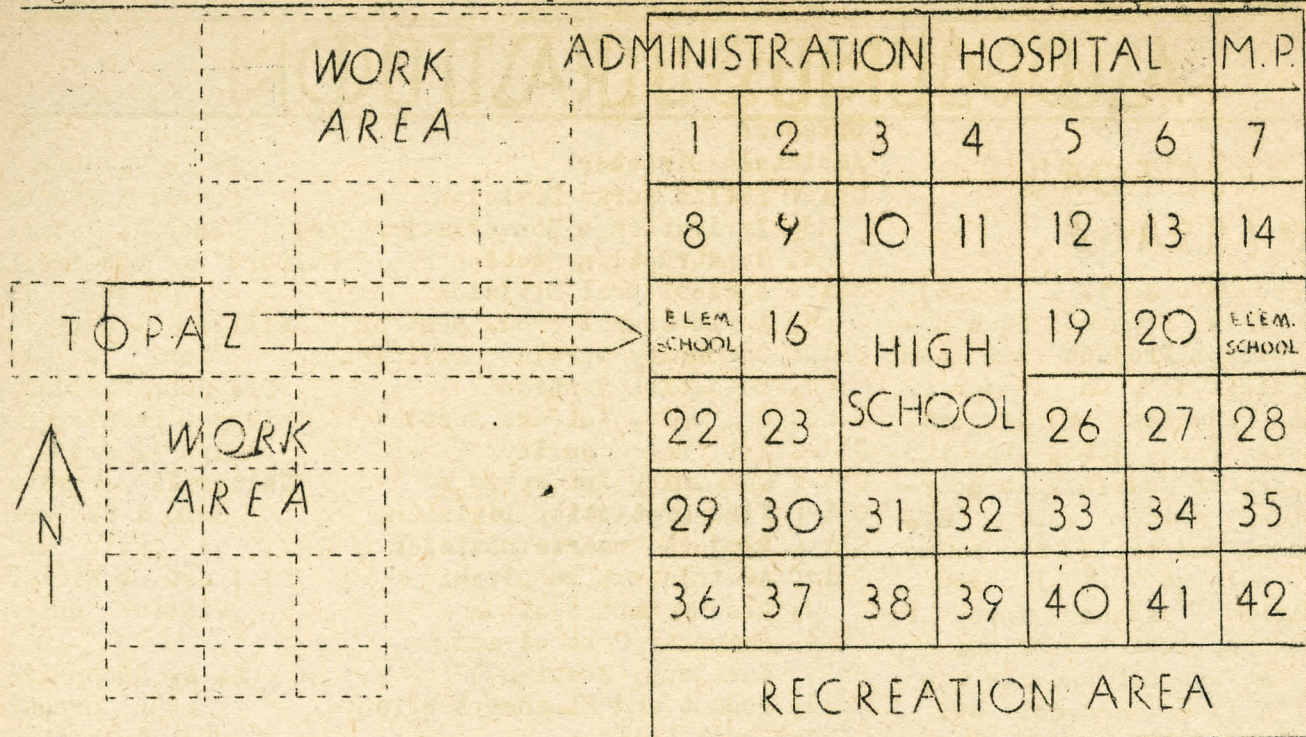 WORK
AREA
TOPAZ
WORK
AREA
N
ADMINISTRATION HOSPITAL M.P.
1 2 3 4 5 6 7
8 9 10 11 12 13 14
ELEM.
SCHOOL
16
HIGH
SCHOOL
19 20
ELEM.
SCHOOL
22 23 26 27 28
29 30 31 32 33 34 35
36 37 38 39 40 41 42
RECREATION AREA